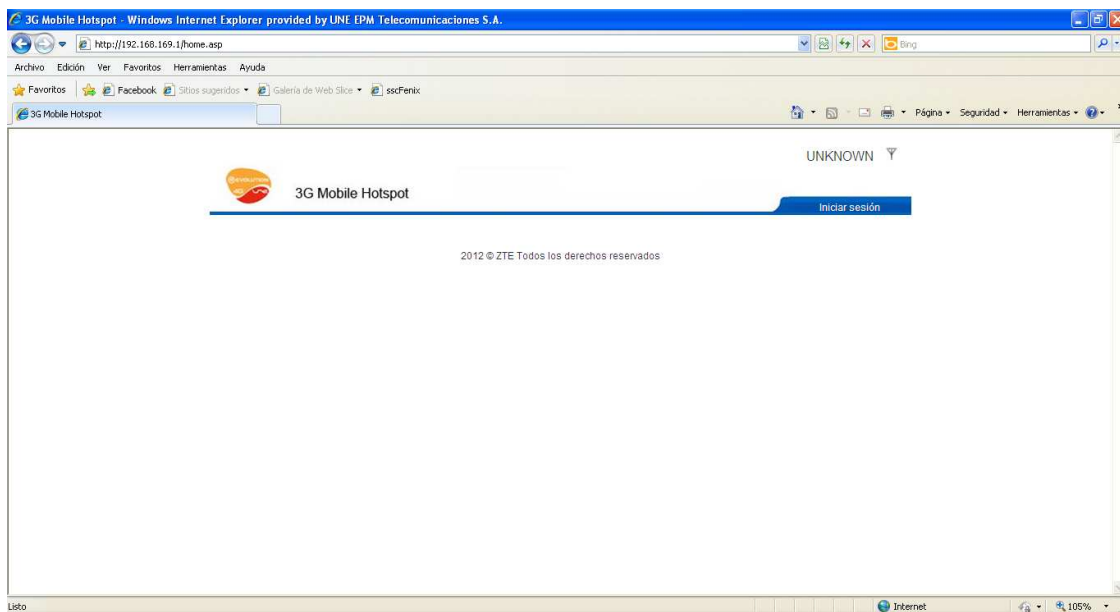 3G Mobile Hotspot - Windows Internet Explorer provided by UNE EPM Telecomunicaciones S.A.
http://192.168.169.1/home.asp
Bing
Archivo Edición Ver Favoritos Herramientas Ayuda
Favoritos Facebook Sitios sugeridos Galería de Web Slice sscFenix
3G Mobile Hotspot
Página Seguridad Herramientas
UNKNOWN
3G Mobile Hotspot
Iniciar sesión
2012 © ZTE Todos los derechos reservados
Listo
Internet
105%